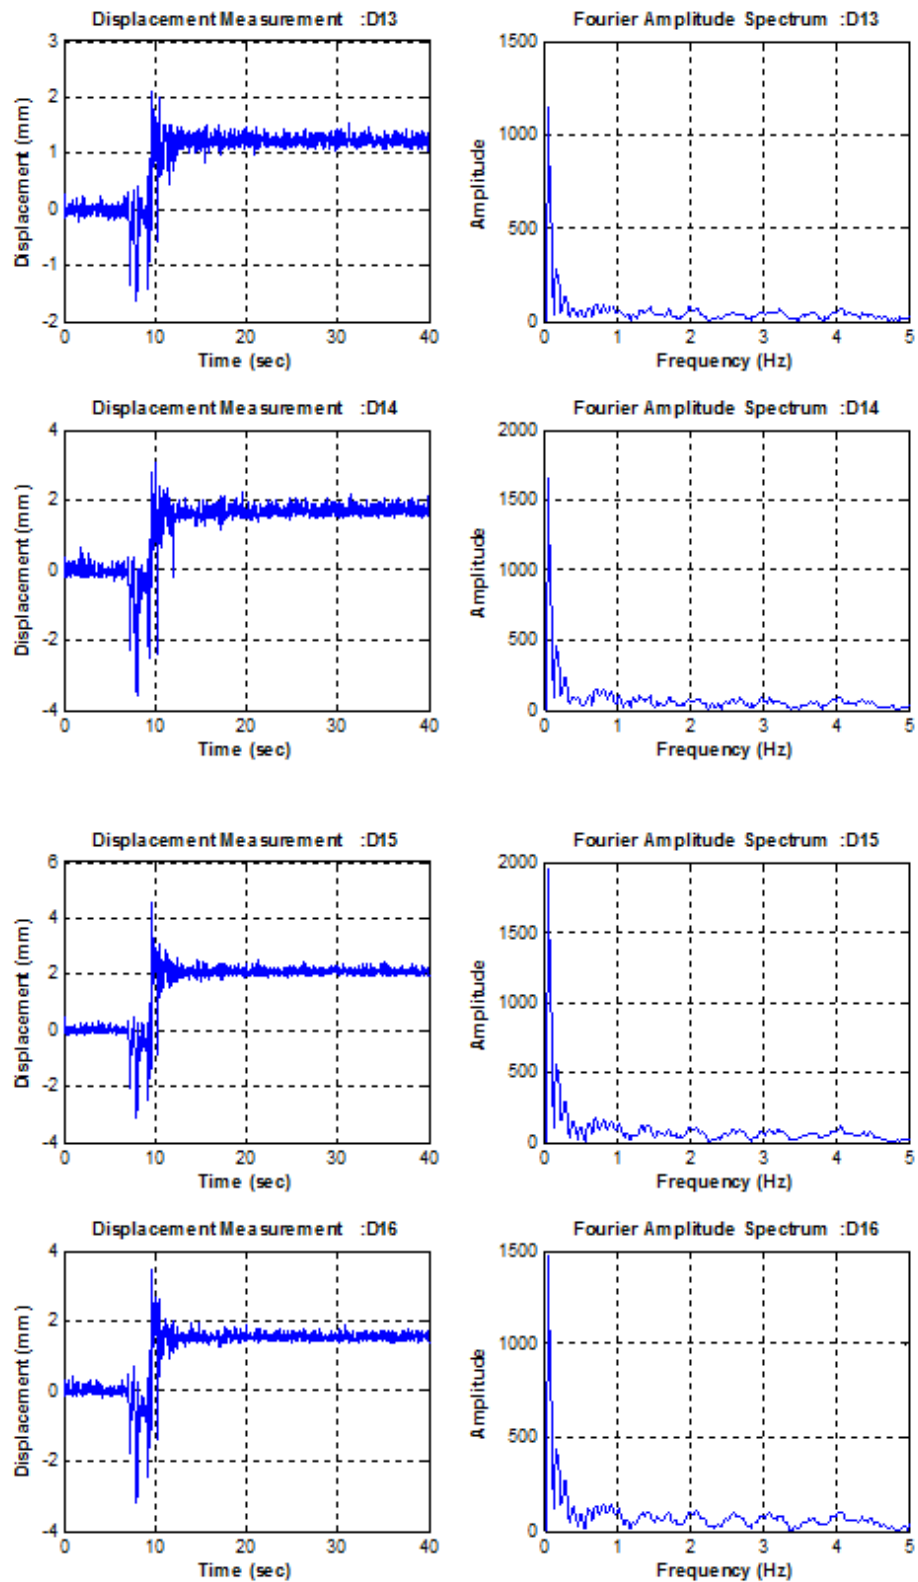 Displacement Measurement :D13
Fourier Amplitude Spectrum :D13
3
2
1
0
-1
-2
Displacement (mm)
0 10 20 30 40
Time (sec)
1500
1000
500
0
Amplitude
0 1 2 3 4 5
Frequency (Hz)
Displacement Measurement :D14
Fourier Amplitude Spectrum :D14
4
2
0
-2
-4
Displacement (mm)
0 10 20 30 40
Time (sec)
2000
1500
1000
500
0
Amplitude
0 1 2 3 4 5
Frequency (Hz)
Displacement Measurement :D15
Fourier Amplitude Spectrum :D15
6
4
2
0
-2
-4
Displacement (mm)
0 10 20 30 40
Time (sec)
2000
1500
1000
500
0
Amplitude
0 1 2 3 4 5
Frequency (Hz)
Displacement Measurement :D16
Fourier Amplitude Spectrum :D16
4
2
0
-2
-4
Displacement (mm)
0 10 20 30 40
Time (sec)
1500
1000
500
0
Amplitude
0 1 2 3 4 5
Frequency (Hz)